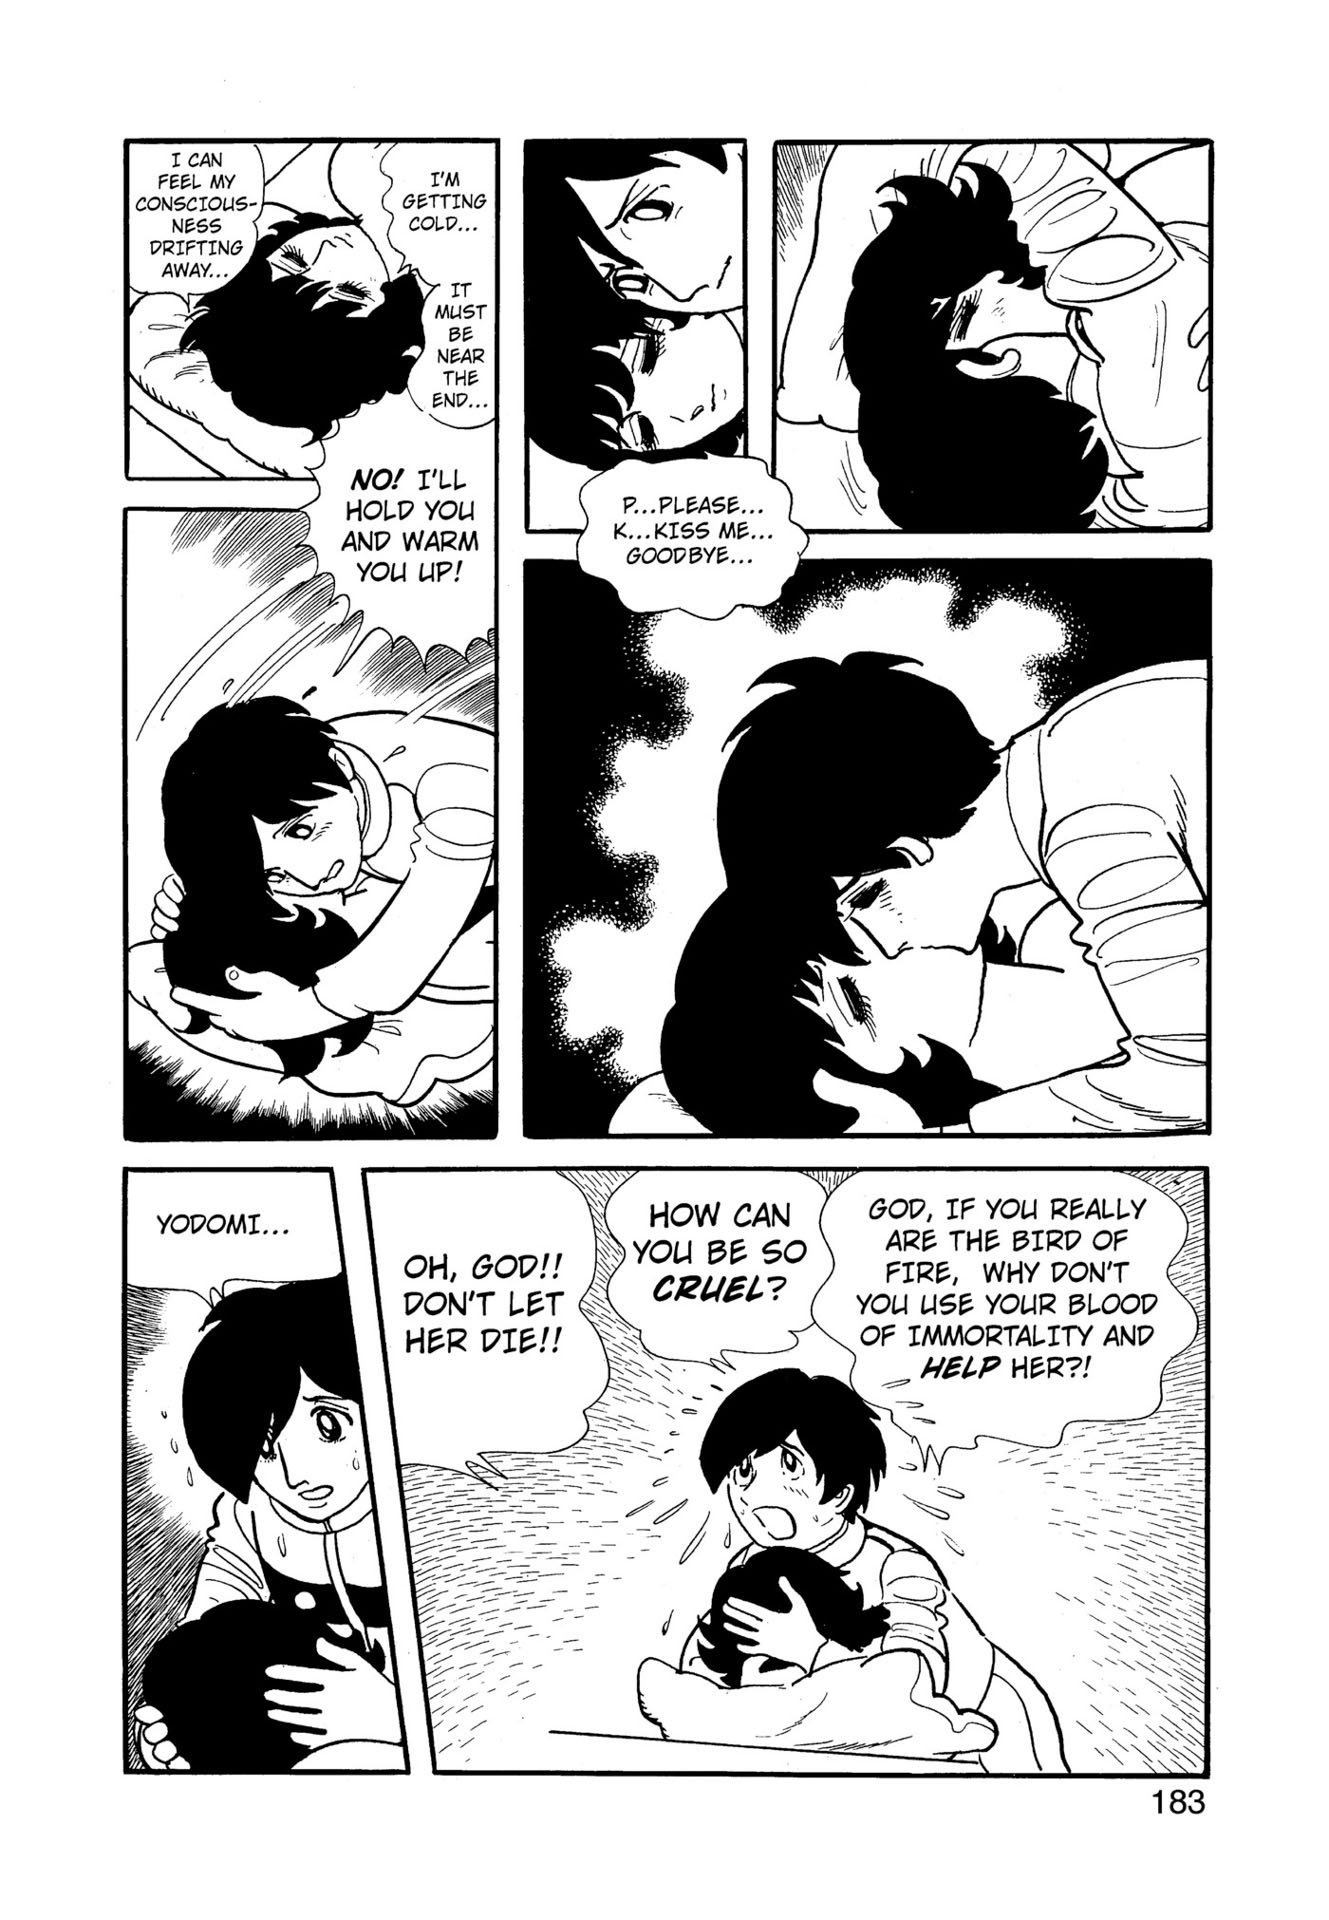 I CAN
FEEL MY
CONSCIOUS-
NESS
DRIFTING
AWAY...
I'M
GETTING
COLD...
IT
MUST
BE
NEAR
THE
END...
NO! I'LL
HOLD YOU
AND WARM
YOU UP!
P...PLEASE...
K...KISS ME...
GOODBYE...
YODOMI...
OH, GOD!!
DON'T LET
HER DIE!!
HOW CAN
YOU BE SO
CRUEL?
GOD, IF YOU REALLY
ARE THE BIRD OF
FIRE, WHY DON'T
YOU USE YOUR BLOOD
OF IMMORTALITY AND
HELP HER?!
183